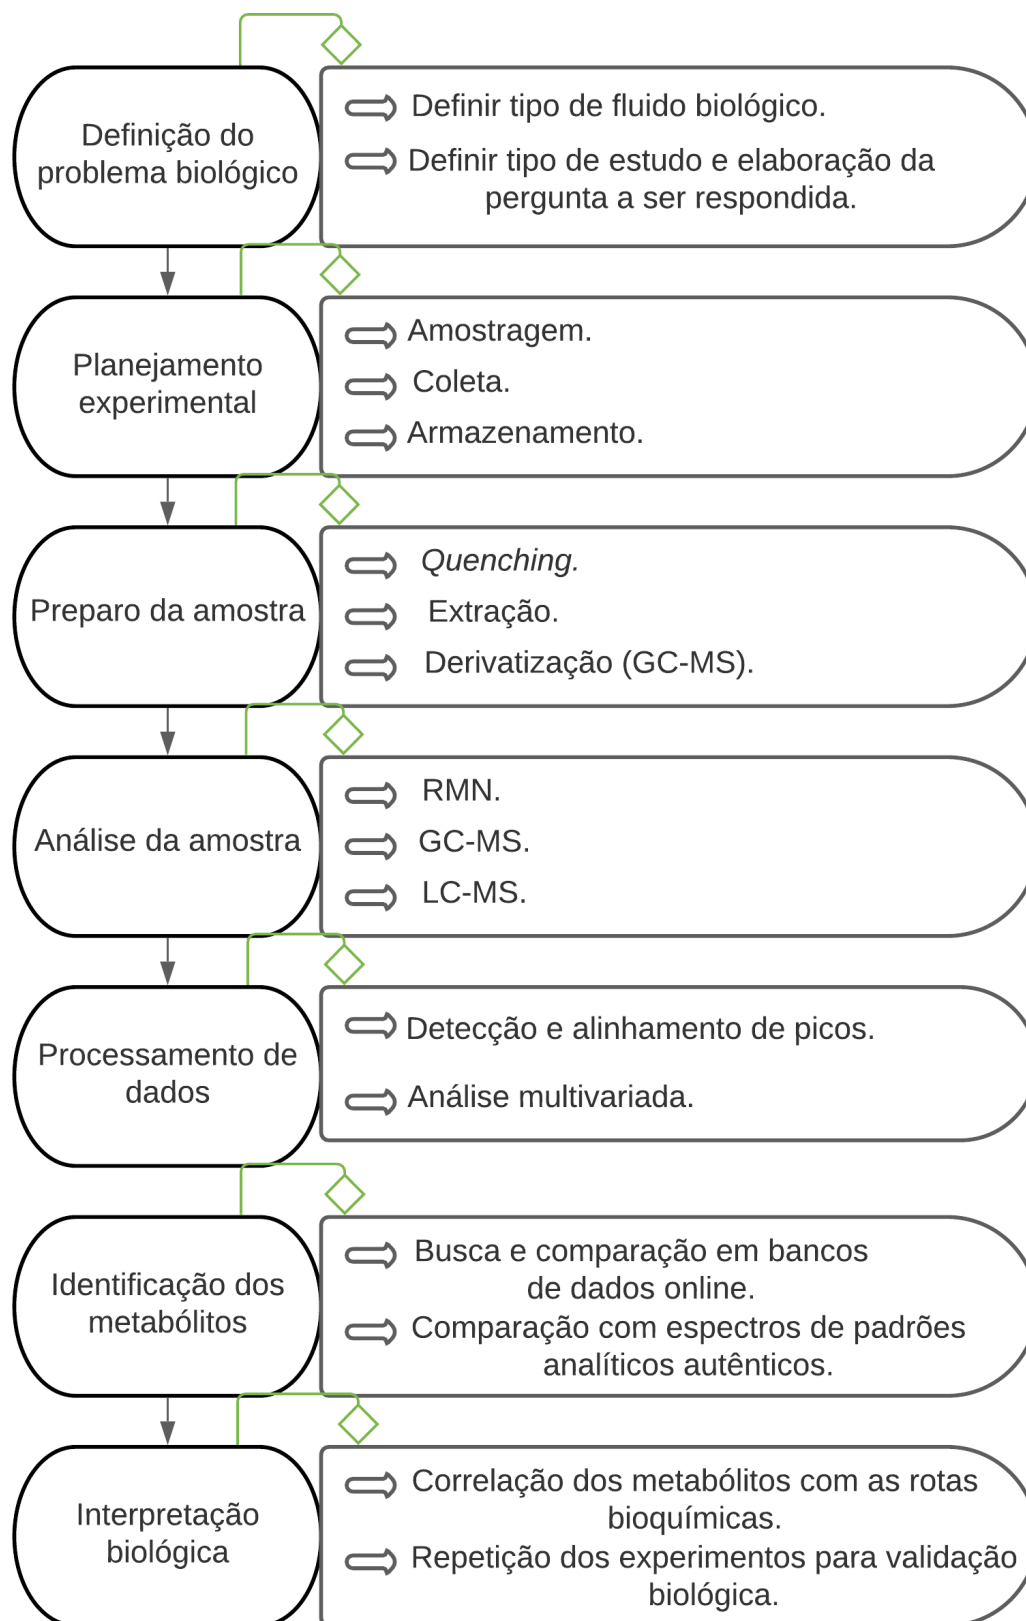 Definição do
problema biológico
Definir tipo de fluido biológico.
Definir tipo de estudo e elaboração da
pergunta a ser respondida.
Planejamento
experimental
Amostragem.
Coleta.
Armazenamento.
Preparo da amostra
Quenching.
Extração.
Derivatização (GC-MS).
Análise da amostra
RMN.
GC-MS.
LC-MS.
Processamento de
dados
Detecção e alinhamento de picos.
Análise multivariada.
Identificação dos
metabólitos
Busca e comparação em bancos
de dados online.
Comparação com espectros de padrões
analíticos autênticos.
Interpretação
biológica
Correlação dos metabólitos com as rotas
bioquímicas.
Repetição dos experimentos para validação
biológica.